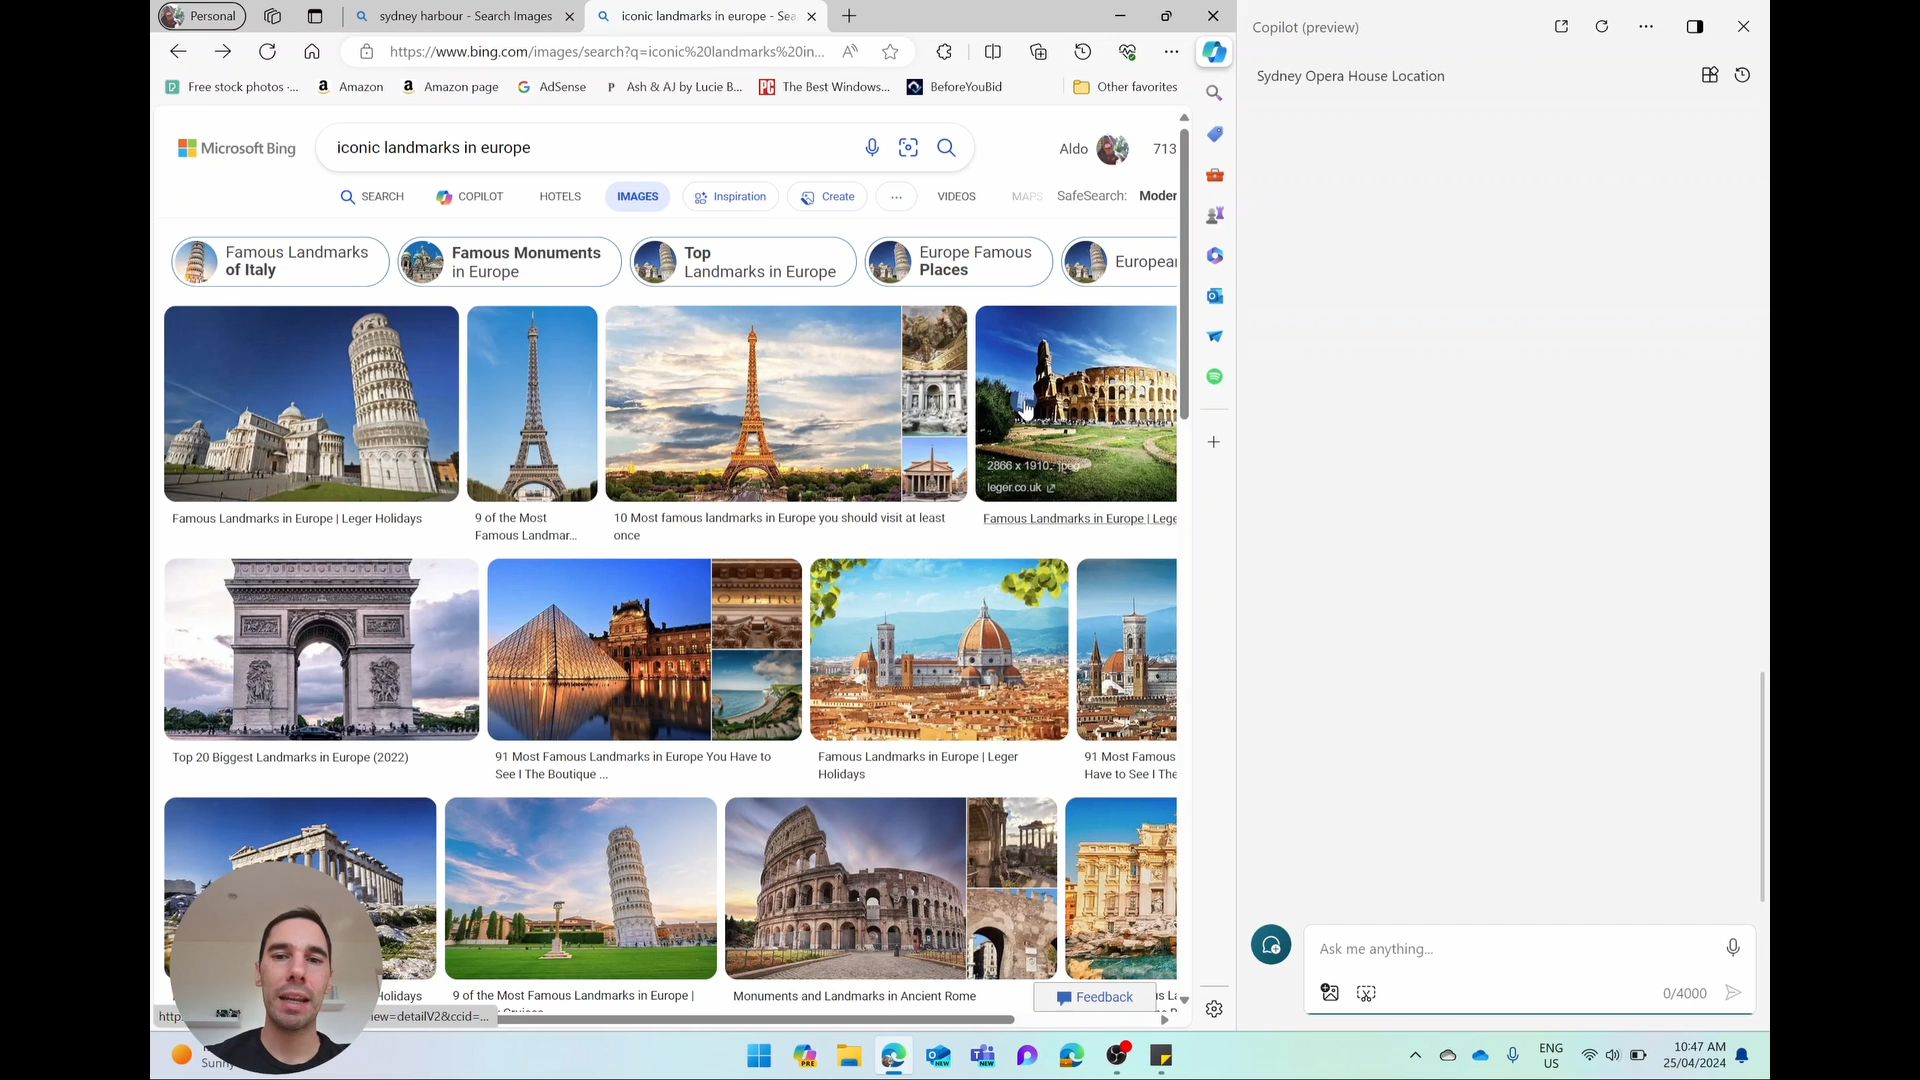 Personal
sydney harbour - Search Images
iconic landmarks in europe - Sea
Copilot (preview)
https://www.bing.com/images/search?q=iconic%20landmarks%20in...
Sydney Opera House Location
Free stock photos -...
Amazon
Amazon page
AdSense
Ash & AJ by Lucie B...
The Best Windows...
BeforeYouBid
Other favorites
Microsoft Bing
iconic landmarks in europe
Aldo
713
SEARCH
COPILOT
HOTELS
IMAGES
Inspiration
Create
...
VIDEOS
MAPS
SafeSearch:
Moder
Famous Landmarks
of Italy
Famous Monuments
in Europe
Top
Landmarks in Europe
Europe Famous
Places
European
2866 x 1910 · jpeg
leger.co.uk
Famous Landmarks in Europe | Leger Holidays
9 of the Most
Famous Landmar...
10 Most famous landmarks in Europe you should visit at least
once
Famous Landmarks in Europe | Lege
Top 20 Biggest Landmarks in Europe (2022)
91 Most Famous Landmarks in Europe You Have to
See I The Boutique ...
Famous Landmarks in Europe | Leger
Holidays
91 Most Famous
Have to See I The
Holidays
9 of the Most Famous Landmarks in Europe |
Monuments and Landmarks in Ancient Rome
Feedback
http
iew=detailV2&ccid=...
Ask me anything...
0/4000
Sunny
PRE
NEW
NEW
ENG
US
10:47 AM
25/04/2024